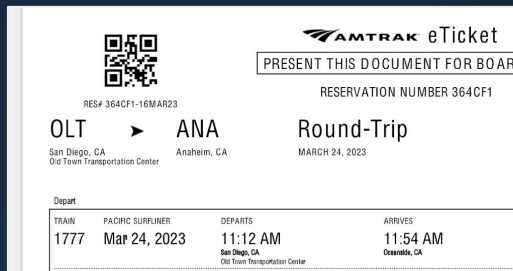 AMTRAK eTicket
PRESENT THIS DOCUMENT FOR BOAR
RES# 364CF1-16MAR23
RESERVATION NUMBER 364CF1
OLT ➤ ANA Round-Trip
San Diego, CA Anaheim, CA MARCH 24, 2023
Old Town Transportation Center
Depart
TRAIN PACIFIC SURFLINER DEPARTS ARRIVES
1777 Mar 24, 2023 11:12 AM 11:54 AM
San Diego, CA Oceanside, CA
Old Town Transportation Center